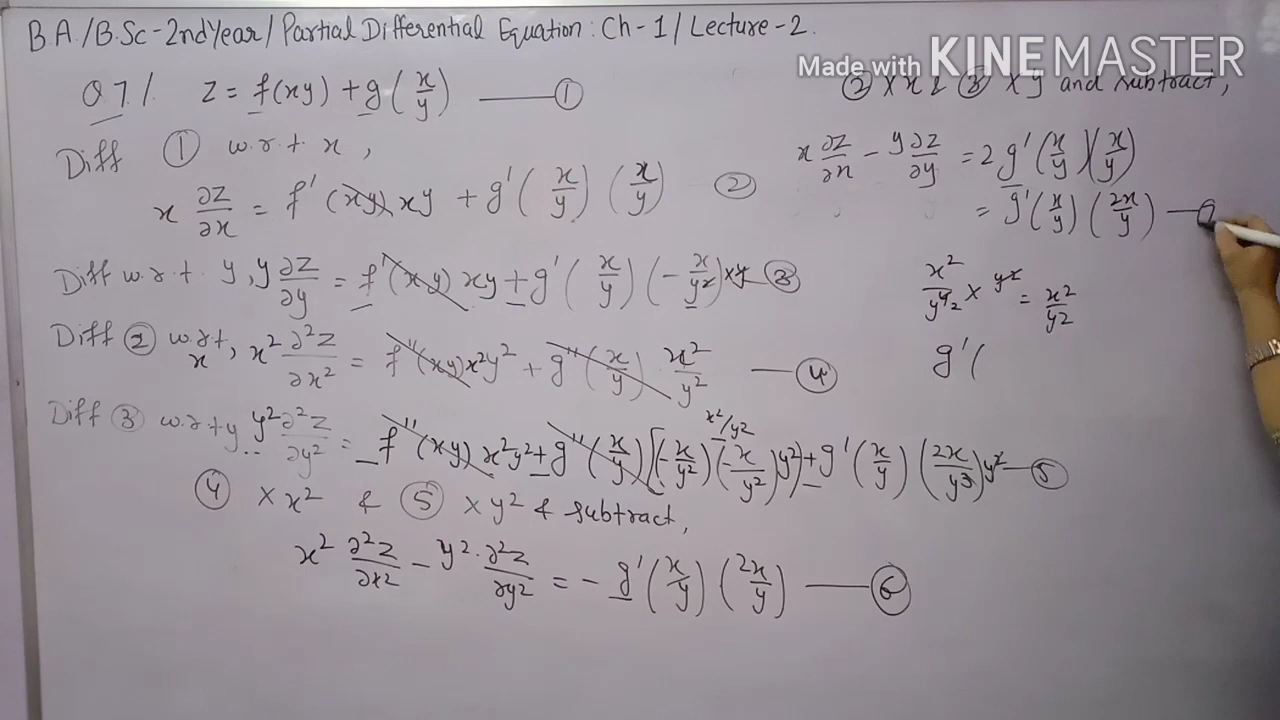 B.A./B.Sc-2nd Year/Partial Differential Equation: Ch-1/Lecture-2.
Made with KINEMASTER
Q 7/. z = f(xy) + g(x/y) —— ①
Diff ① w.r.t x,
x ∂z/∂x = f'(xy) xy + g'(x/y) (x/y) ②
Diff w.r.t. y, y ∂z/∂y = f'(xy) xy + g'(x/y) (-x/y²) xy ③
Diff ② w.r.t x, x² ∂²z/∂x² = f''(xy) x²y² + g''(x/y) . x²/y² —— ④
Diff ③ w.r.t y y² ∂²z/∂y² = f''(xy) x²y² + g''(x/y) [(-x/y²) (-x/y²) y²] + g'(x/y) (2x/y³) y² — ⑤
x²/y²
④ × x² & ⑤ × y² & subtract,
x² ∂²z/∂x² - y² . ∂²z/∂y² = - g'(x/y) (2x/y) —— ⑥
② × x & ③ × y and subtract,
x ∂z/∂x - y ∂z/∂y = 2 g'(x/y) (x/y)
= g'(x/y) (2x/y) —
x²/y⁴ × y² = x²/y²
g'(